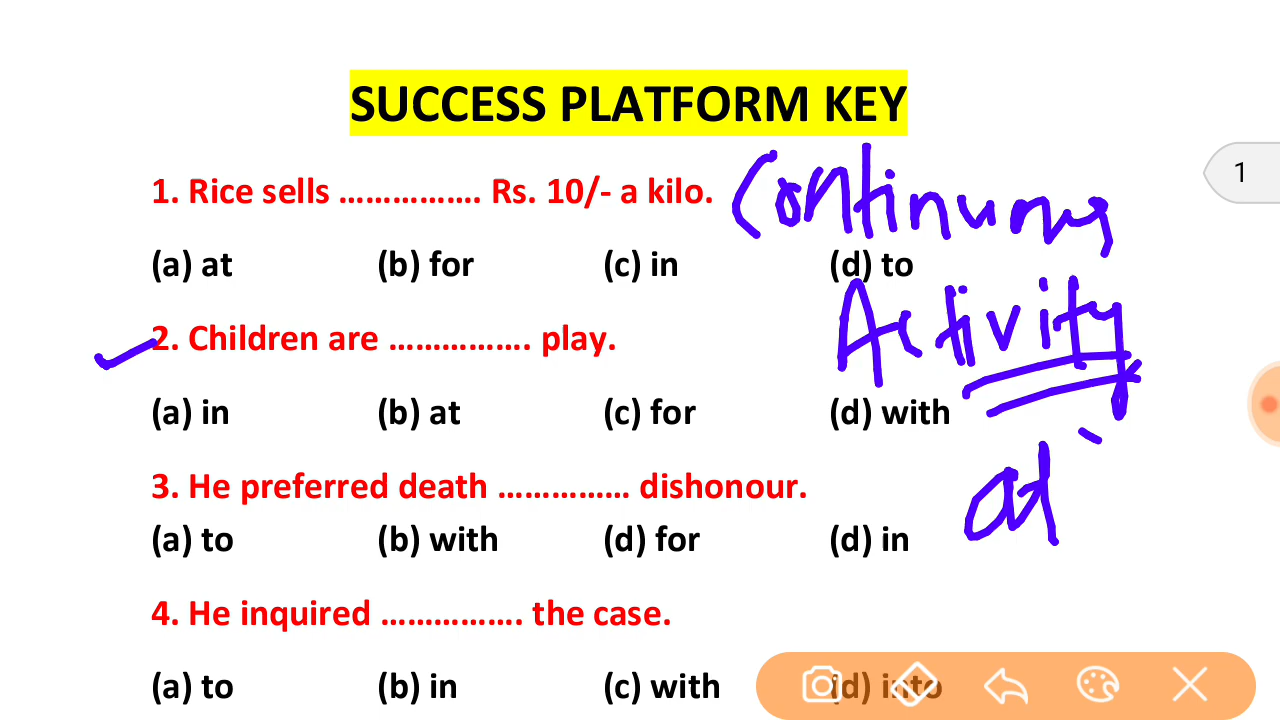 SUCCESS PLATFORM KEY
1. Rice sells ……………. Rs. 10/- a kilo.
continuous
1
(a) at (b) for (c) in (d) to
Activity
2. Children are ……………. play.
(a) in (b) at (c) for (d) with
at
3. He preferred death …………… dishonour.
(a) to (b) with (d) for (d) in
4. He inquired ……………. the case.
(a) to (b) in (c) with (d) into